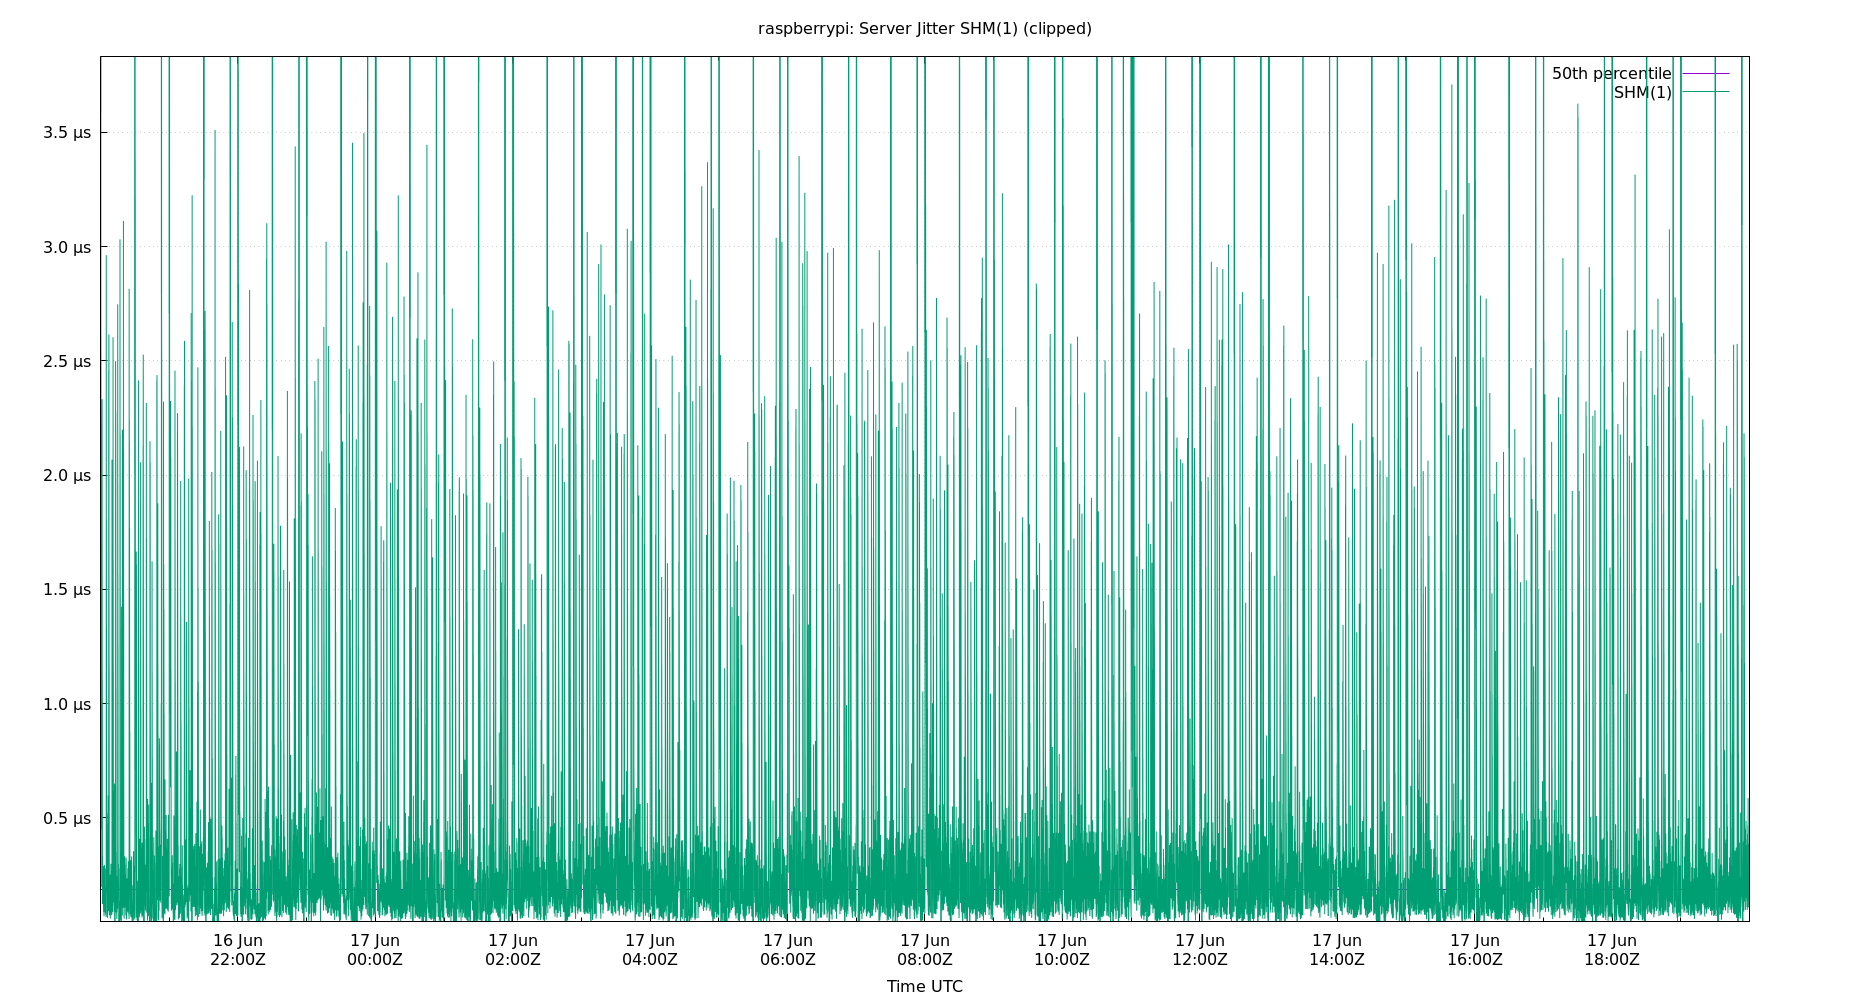 raspberrypi: Server Jitter SHM(1) (clipped)
50th percentile
SHM(1)
3.5 µs
3.0 µs
2.5 µs
2.0 µs
1.5 µs
1.0 µs
0.5 µs
16 Jun 17 Jun 17 Jun 17 Jun 17 Jun 17 Jun 17 Jun 17 Jun 17 Jun 17 Jun 17 Jun
22:00Z 00:00Z 02:00Z 04:00Z 06:00Z 08:00Z 10:00Z 12:00Z 14:00Z 16:00Z 18:00Z
Time UTC